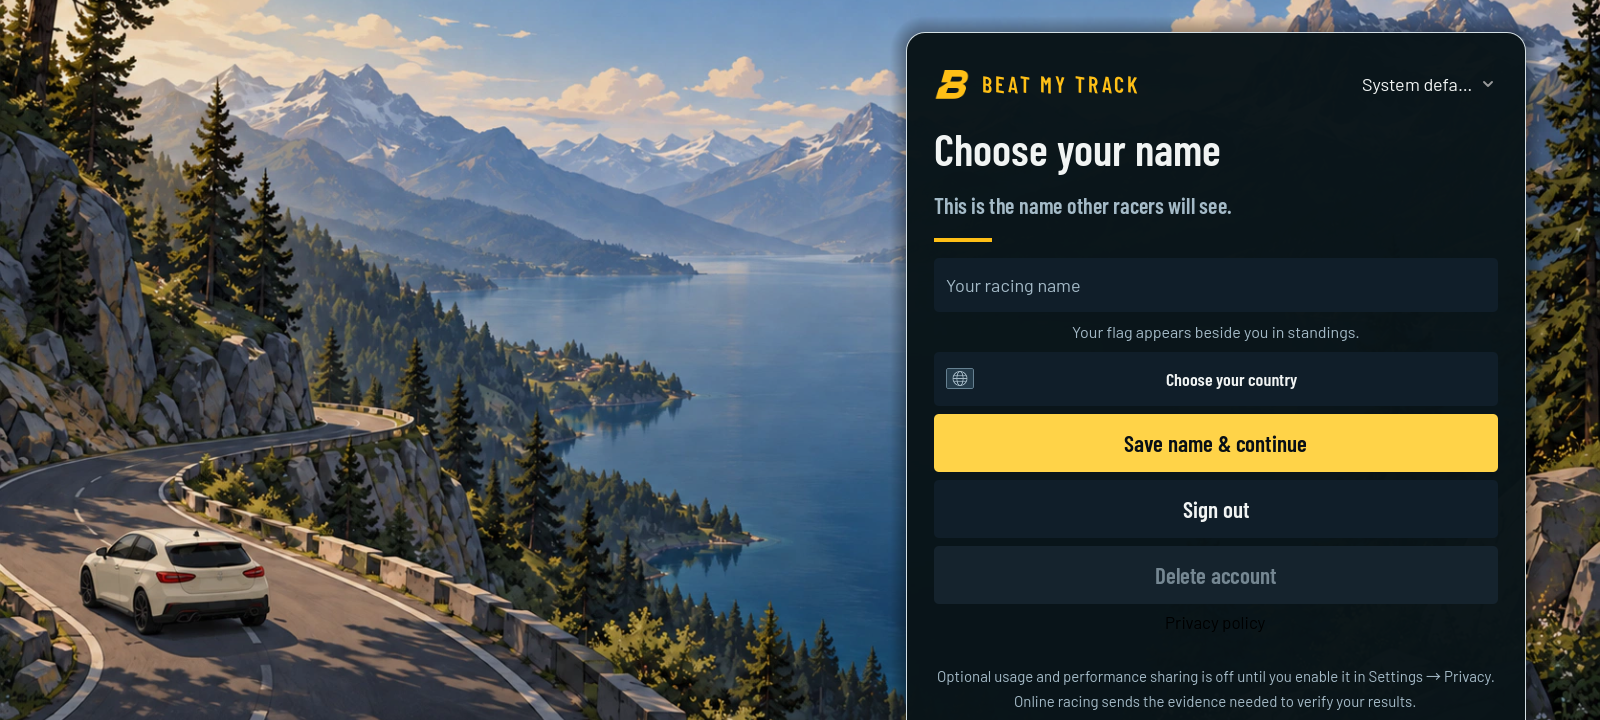 BEAT MY TRACK
System defa...
Choose your name
This is the name other racers will see.
Your racing name
Your flag appears beside you in standings.
Choose your country
Save name & continue
Sign out
Delete account
Privacy policy
Optional usage and performance sharing is off until you enable it in Settings → Privacy.
Online racing sends the evidence needed to verify your results.